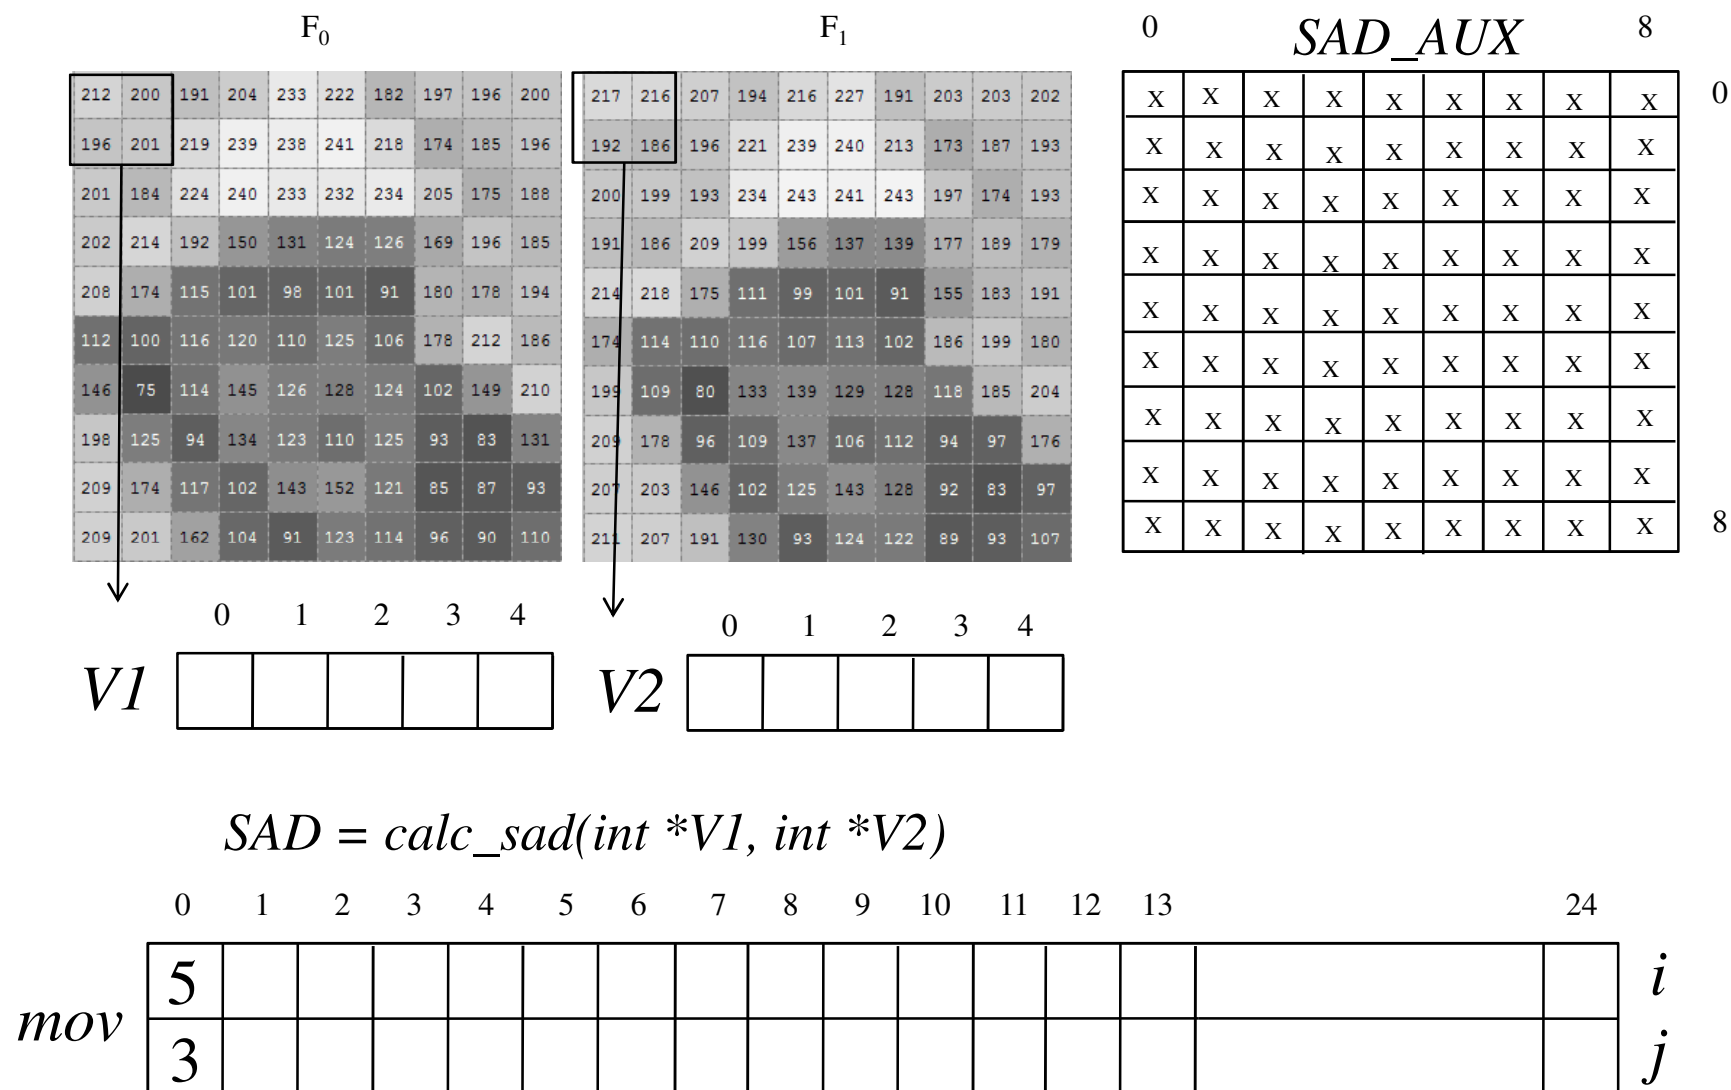 F0 F1 0 SAD_AUX 8
212 200 191 204 233 222 182 197 196 200 217 216 207 194 216 227 191 203 203 202 X X X X X X X X X 0
196 201 219 239 238 241 218 174 185 196 192 186 196 221 239 240 213 173 187 193 X X X X X X X X X
201 184 224 240 233 232 234 205 175 188 200 199 193 234 243 241 243 197 174 193 X X X X X X X X X
202 214 192 150 131 124 126 169 196 185 191 186 209 199 156 137 139 177 189 179 X X X X X X X X X
208 174 115 101 98 101 91 180 178 194 214 218 175 111 99 101 91 155 183 191 X X X X X X X X X
112 100 116 120 110 125 106 178 212 186 174 114 110 116 107 113 102 186 199 180 X X X X X X X X X
146 75 114 145 126 128 124 102 149 210 199 109 80 133 139 129 128 118 185 204 X X X X X X X X X
198 125 94 134 123 110 125 93 83 131 209 178 96 109 137 106 112 94 97 176 X X X X X X X X X
209 174 117 102 143 152 121 85 87 93 207 203 146 102 125 143 128 92 83 97 X X X X X X X X X 8
209 201 162 104 91 123 114 96 90 110 211 207 191 130 93 124 122 89 93 107
0 1 2 3 4 0 1 2 3 4
V1 V2
SAD = calc_sad(int *V1, int *V2)
0 1 2 3 4 5 6 7 8 9 10 11 12 13 24
5 i
mov
3 j